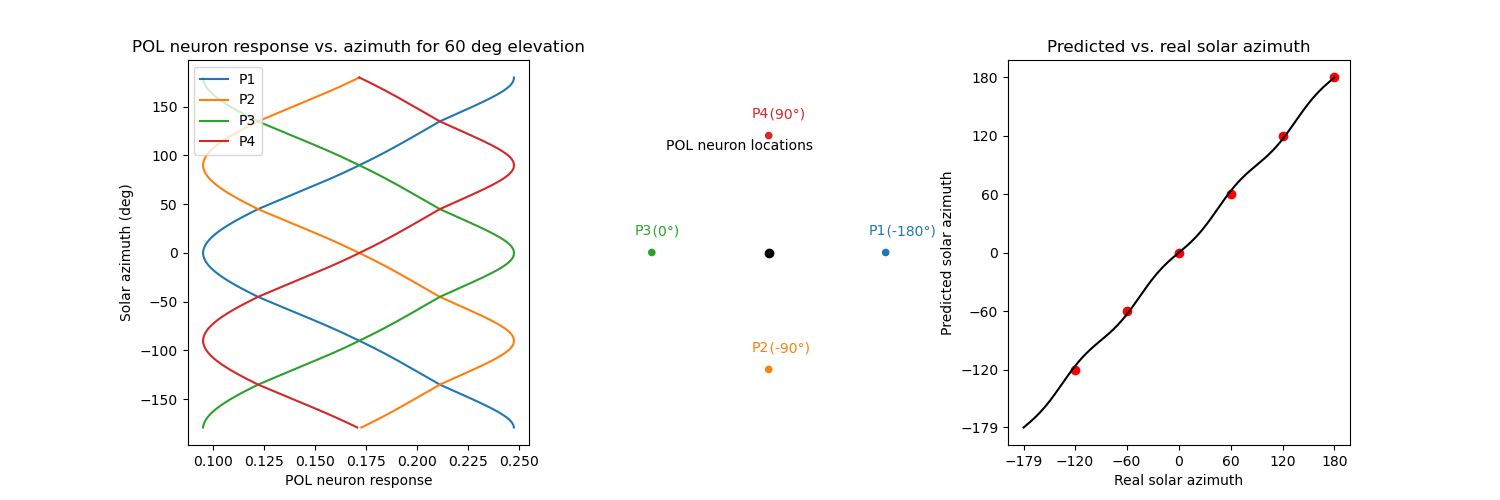 POL neuron response vs. azimuth for 60 deg elevation
P1
P2
P3
P4
150
100
50
0
−50
−100
−150
Solar azimuth (deg)
0.100 0.125 0.150 0.175 0.200 0.225 0.250
POL neuron response
P4(90°)
POL neuron locations
P3(0°)
P1(-180°)
P2(-90°)
Predicted vs. real solar azimuth
180
120
60
0
−60
−120
−179
Predicted solar azimuth
−179 −120 −60 0 60 120 180
Real solar azimuth